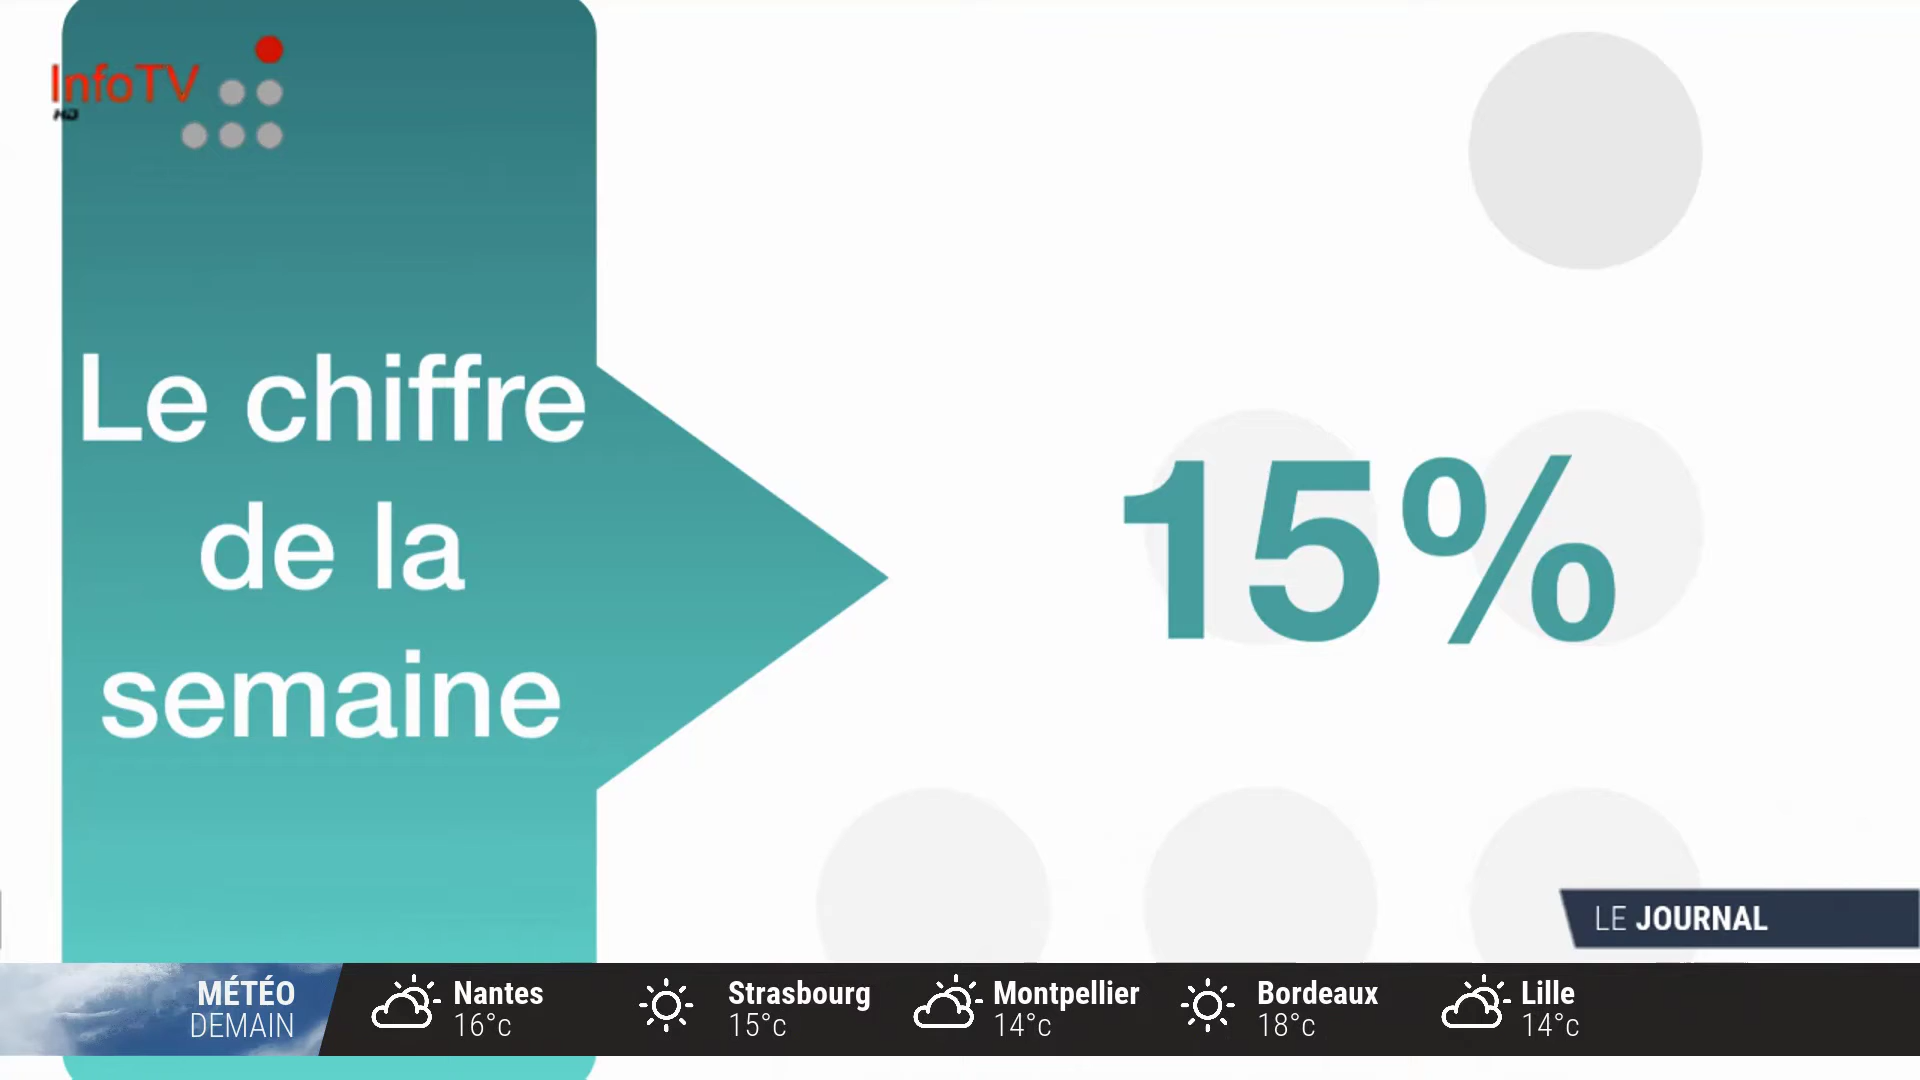 InfoTV
HD
Le chiffre
de la
semaine
15%
LE JOURNAL
MÉTÉO
DEMAIN
Nantes
16°c
Strasbourg
15°c
Montpellier
14°c
Bordeaux
18°c
Lille
14°c